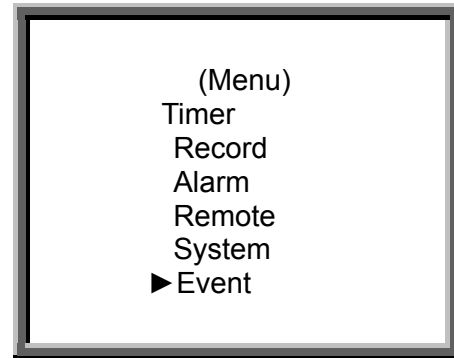 (Menu)
Timer
Record
Alarm
Remote
System
►Event